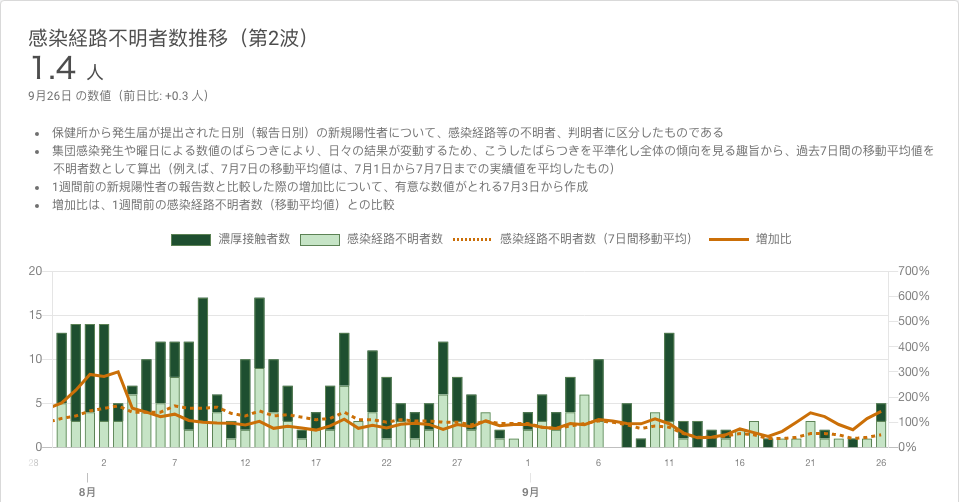 感染経路不明者数推移（第2波）
1.4 人
9月26日 の数値（前日比: +0.3 人）
• 保健所から発生届が提出された日別（報告日別）の新規陽性者について、感染経路等の不明者、判明者に区分したものである
• 集団感染発生や曜日による数値のばらつきにより、日々の結果が変動するため、こうしたばらつきを平準化し全体の傾向を見る趣旨から、過去7日間の移動平均値を
不明者数として算出（例えば、7月7日の移動平均値は、7月1日から7月7日までの実績値を平均したもの）
• 1週間前の新規陽性者の報告数と比較した際の増加比について、有意な数値がとれる7月3日から作成
• 増加比は、1週間前の感染経路不明者数（移動平均値）との比較
濃厚接触者数 感染経路不明者数 感染経路不明者数（7日間移動平均） 増加比
20 700%
600%
15 500%
400%
10 300%
5 200%
100%
0 0%
28 2 7 12 17 22 27 1 6 11 16 21 26
8月 9月